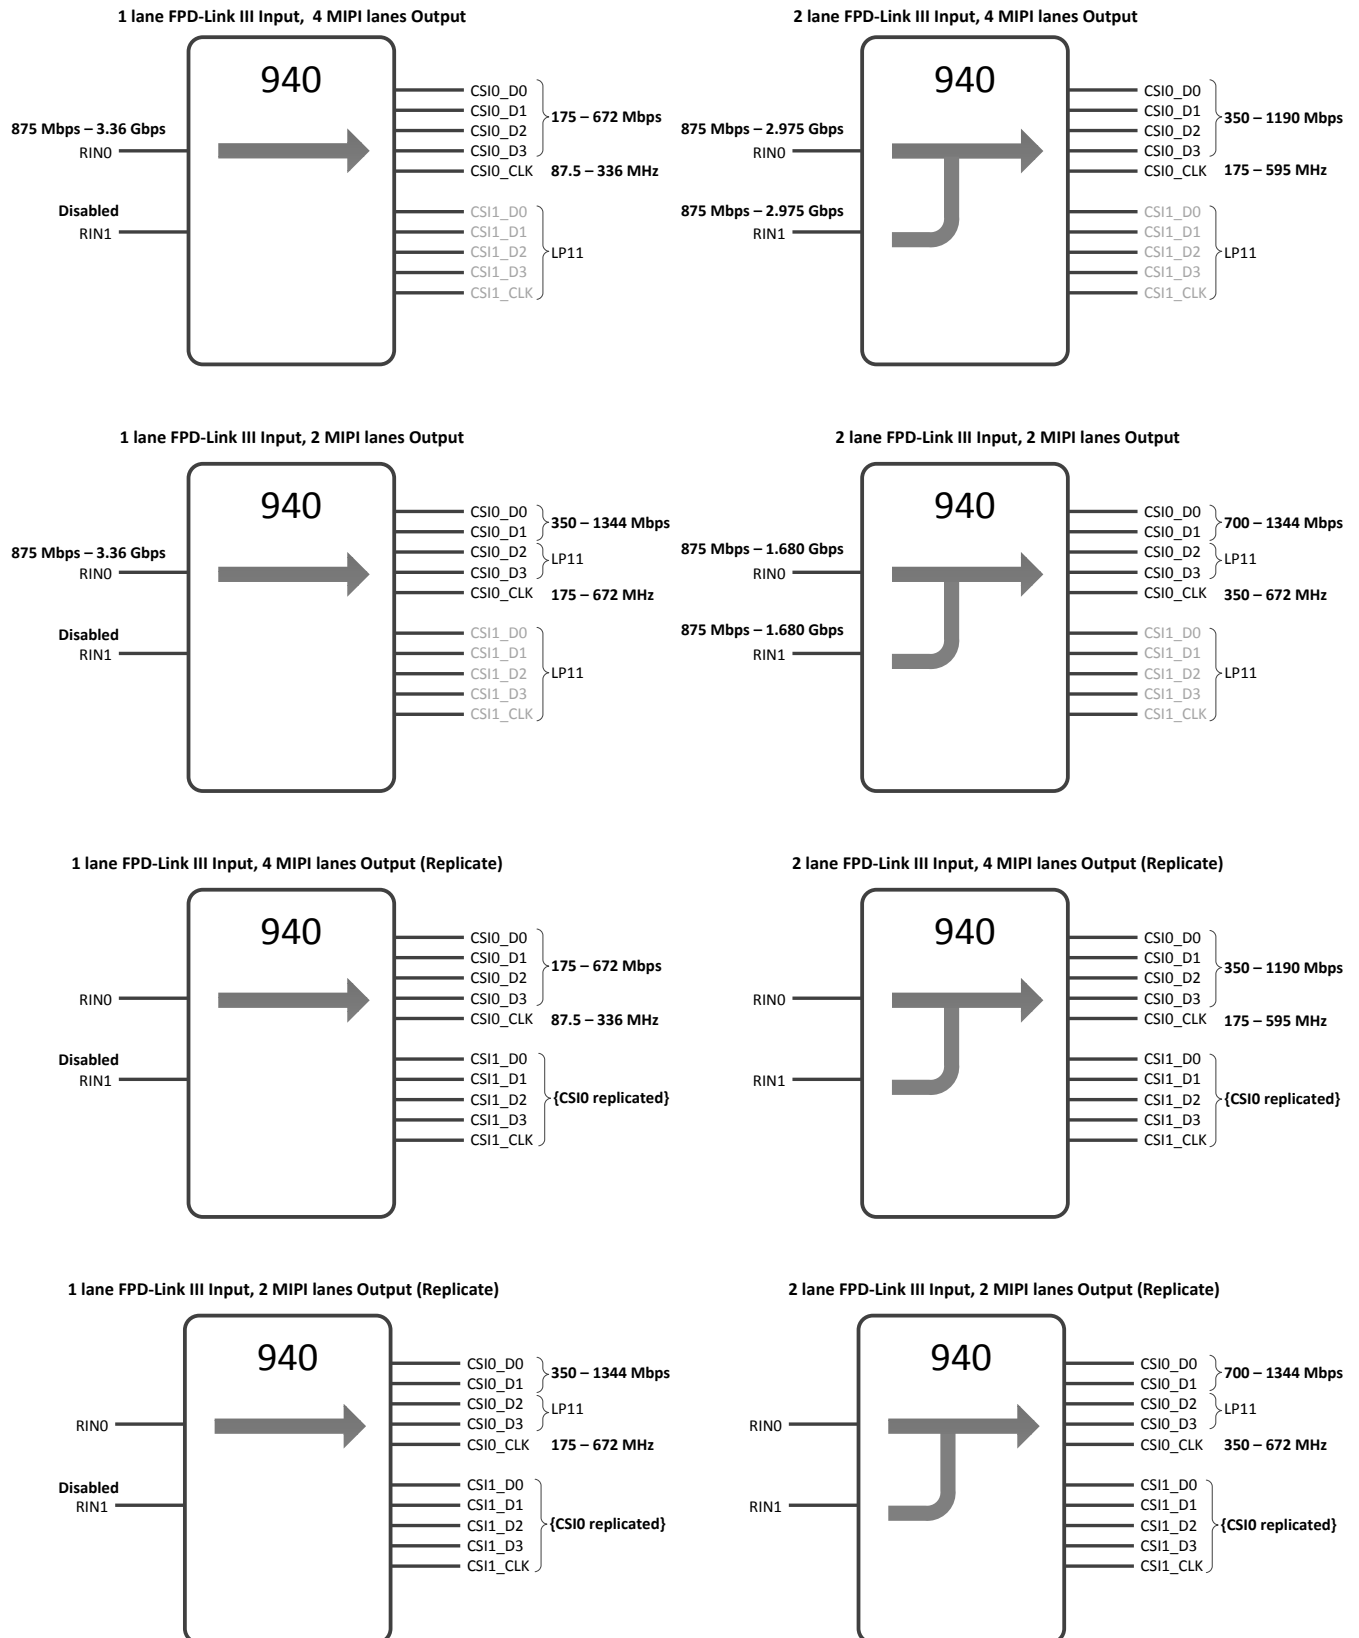 1 lane FPD-Link III Input, 4 MIPI lanes Output
940
875 Mbps – 3.36 Gbps
RIN0
Disabled
RIN1
CSI0_D0
CSI0_D1
CSI0_D2
CSI0_D3
175 – 672 Mbps
CSI0_CLK 87.5 – 336 MHz
CSI1_D0
CSI1_D1
CSI1_D2
CSI1_D3
CSI1_CLK
LP11
2 lane FPD-Link III Input, 4 MIPI lanes Output
940
875 Mbps – 2.975 Gbps
RIN0
875 Mbps – 2.975 Gbps
RIN1
CSI0_D0
CSI0_D1
CSI0_D2
CSI0_D3
350 – 1190 Mbps
CSI0_CLK 175 – 595 MHz
CSI1_D0
CSI1_D1
CSI1_D2
CSI1_D3
CSI1_CLK
LP11
1 lane FPD-Link III Input, 2 MIPI lanes Output
940
875 Mbps – 3.36 Gbps
RIN0
Disabled
RIN1
CSI0_D0
CSI0_D1
350 – 1344 Mbps
CSI0_D2
CSI0_D3
LP11
CSI0_CLK 175 – 672 MHz
CSI1_D0
CSI1_D1
CSI1_D2
CSI1_D3
CSI1_CLK
LP11
2 lane FPD-Link III Input, 2 MIPI lanes Output
940
875 Mbps – 1.680 Gbps
RIN0
875 Mbps – 1.680 Gbps
RIN1
CSI0_D0
CSI0_D1
700 – 1344 Mbps
CSI0_D2
CSI0_D3
LP11
CSI0_CLK 350 – 672 MHz
CSI1_D0
CSI1_D1
CSI1_D2
CSI1_D3
CSI1_CLK
LP11
1 lane FPD-Link III Input, 4 MIPI lanes Output (Replicate)
940
RIN0
Disabled
RIN1
CSI0_D0
CSI0_D1
CSI0_D2
CSI0_D3
175 – 672 Mbps
CSI0_CLK 87.5 – 336 MHz
CSI1_D0
CSI1_D1
CSI1_D2
CSI1_D3
CSI1_CLK
{CSI0 replicated}
2 lane FPD-Link III Input, 4 MIPI lanes Output (Replicate)
940
RIN0
RIN1
CSI0_D0
CSI0_D1
CSI0_D2
CSI0_D3
350 – 1190 Mbps
CSI0_CLK 175 – 595 MHz
CSI1_D0
CSI1_D1
CSI1_D2
CSI1_D3
CSI1_CLK
{CSI0 replicated}
1 lane FPD-Link III Input, 2 MIPI lanes Output (Replicate)
940
RIN0
Disabled
RIN1
CSI0_D0
CSI0_D1
350 – 1344 Mbps
CSI0_D2
CSI0_D3
LP11
CSI0_CLK 175 – 672 MHz
CSI1_D0
CSI1_D1
CSI1_D2
CSI1_D3
CSI1_CLK
{CSI0 replicated}
2 lane FPD-Link III Input, 2 MIPI lanes Output (Replicate)
940
RIN0
RIN1
CSI0_D0
CSI0_D1
700 – 1344 Mbps
CSI0_D2
CSI0_D3
LP11
CSI0_CLK 350 – 672 MHz
CSI1_D0
CSI1_D1
CSI1_D2
CSI1_D3
CSI1_CLK
{CSI0 replicated}